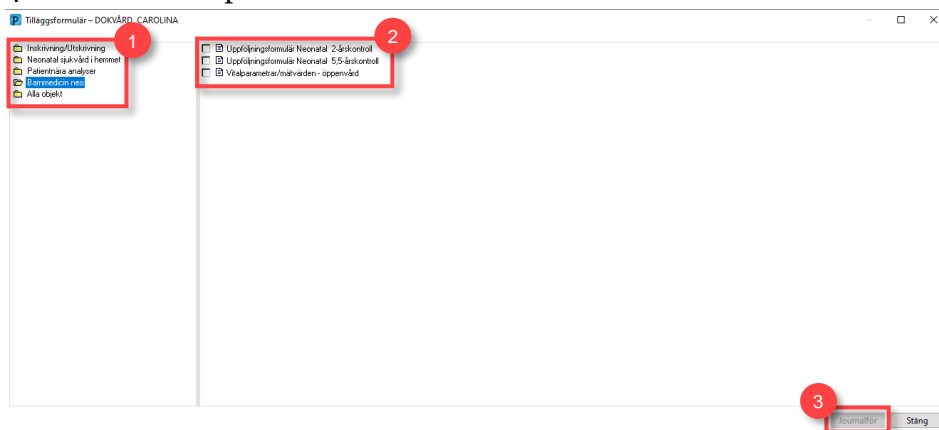 Tilläggsformulär – DOKVÅRD, CAROLINA
1
Inskrivning/Utskrivning
Neonatal sjukvård i hemmet
Patientnära analyser
Barnmedicin neo
Alla objekt
2
Uppföljningsformulär Neonatal 2-årskontroll
Uppföljningsformulär Neonatal 5,5-årskontroll
Vitalparametrar/mätvärden - öppenvård
3
Journalför
Stäng